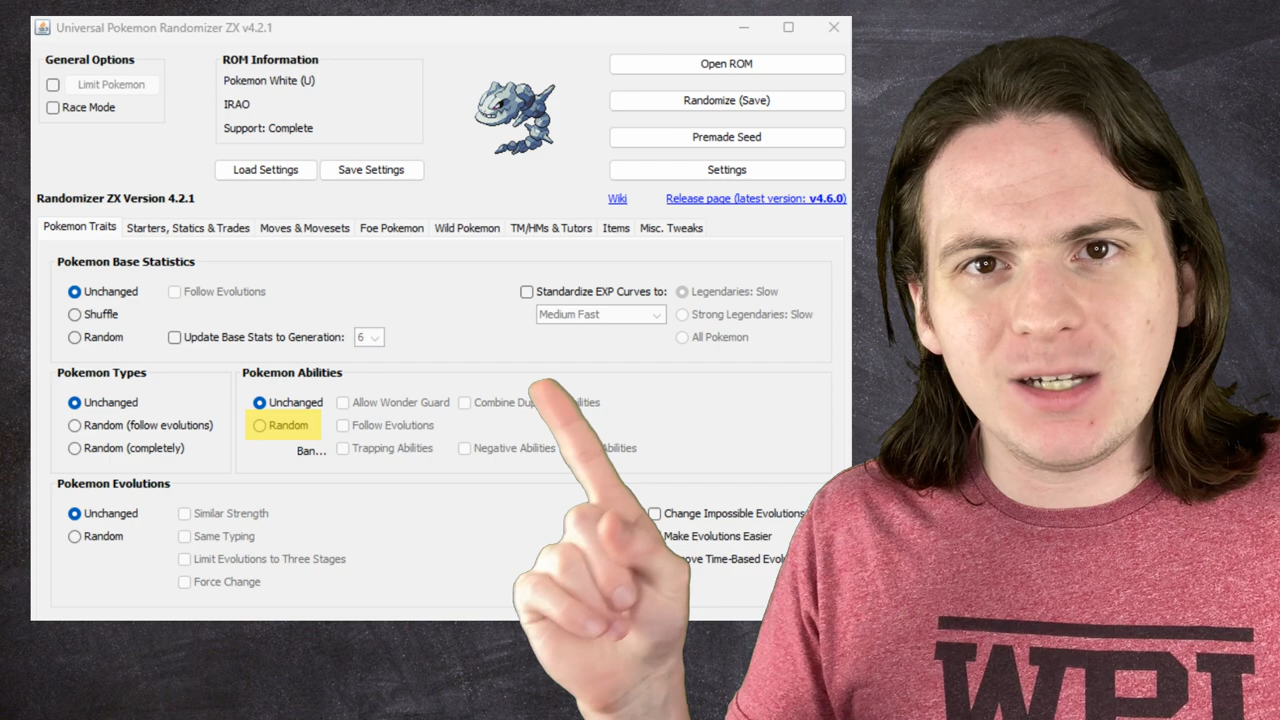 Universal Pokemon Randomizer ZX v4.2.1
General Options
Limit Pokemon
Race Mode
ROM Information
Pokemon White (U)
IRAO
Support: Complete
Open ROM
Randomize (Save)
Premade Seed
Load Settings Save Settings Settings
Randomizer ZX Version 4.2.1 Wiki Release page (latest version: v4.6.0)
Pokemon Traits Starters, Statics & Trades Moves & Movesets Foe Pokemon Wild Pokemon TM/HMs & Tutors Items Misc. Tweaks
Pokemon Base Statistics
Unchanged Follow Evolutions Standardize EXP Curves to: Legendaries: Slow
Shuffle Medium Fast Strong Legendaries: Slow
Random Update Base Stats to Generation: 6 All Pokemon
Pokemon Types
Unchanged
Random (follow evolutions)
Random (completely)
Pokemon Abilities
Unchanged Allow Wonder Guard Combine
Random Follow Evolutions
Ban... Trapping Abilities Negative Abilities Abilities
Pokemon Evolutions
Unchanged Similar Strength Change Impossible Evolutions
Random Same Typing Make Evolutions Easier
Limit Evolutions to Three Stages Time-Based
Force Change
WPI